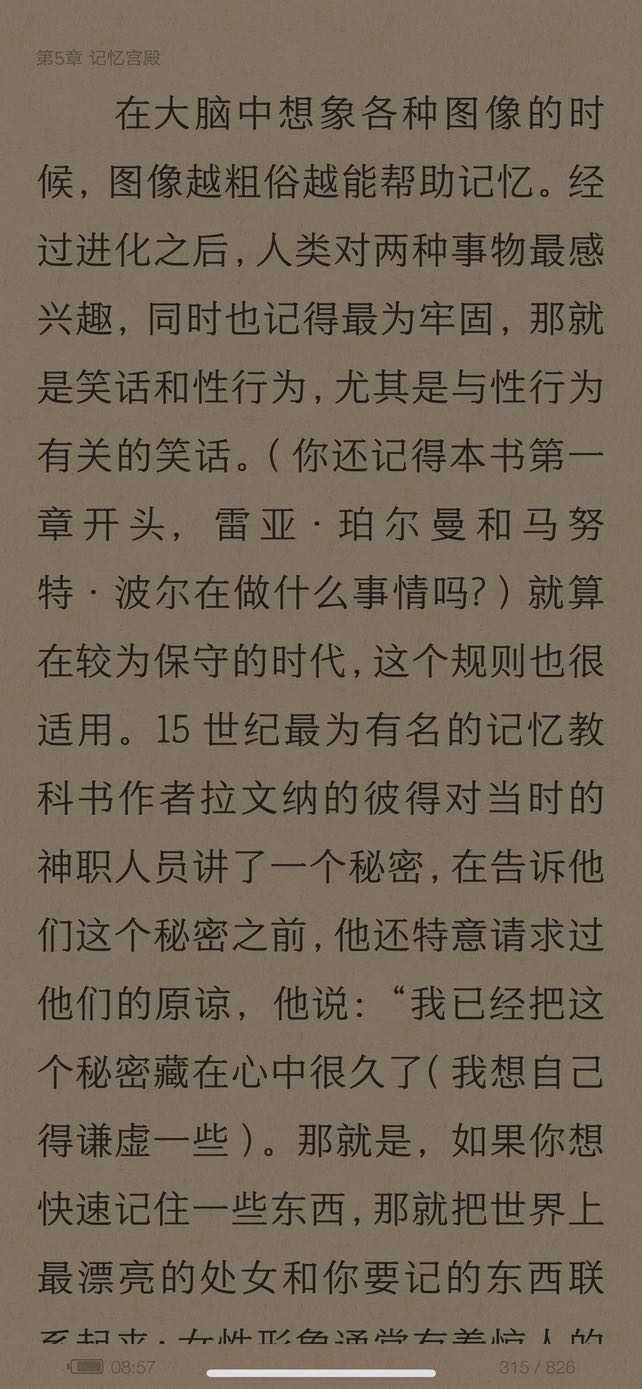 第5章 记忆宫殿
在大脑中想象各种图像的时
候，图像越粗俗越能帮助记忆。经
过进化之后，人类对两种事物最感
兴趣，同时也记得最为牢固，那就
是笑话和性行为，尤其是与性行为
有关的笑话。（你还记得本书第一
章开头，雷亚·珀尔曼和马努
特·波尔在做什么事情吗？）就算
在较为保守的时代，这个规则也很
适用。15 世纪最为有名的记忆教
科书作者拉文纳的彼得对当时的
神职人员讲了一个秘密，在告诉他
们这个秘密之前，他还特意请求过
他们的原谅，他说：“我已经把这
个秘密藏在心中很久了（我想自己
得谦虚一些）。那就是，如果你想
快速记住一些东西，那就把世界上
最漂亮的处女和你要记的东西联
系起来；女性形象通常有着惊人的
08:57
315 / 826